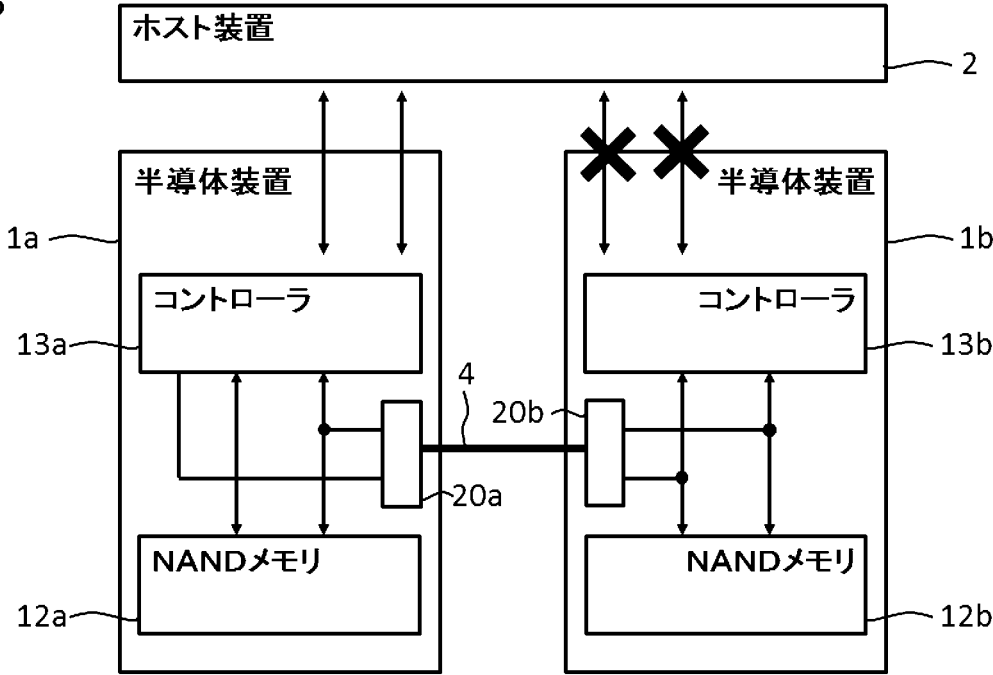 ホスト装置
2
半導体装置
半導体装置
1a
1b
コントローラ
コントローラ
13a
13b
4
20b
20a
NANDメモリ
NANDメモリ
12a
12b